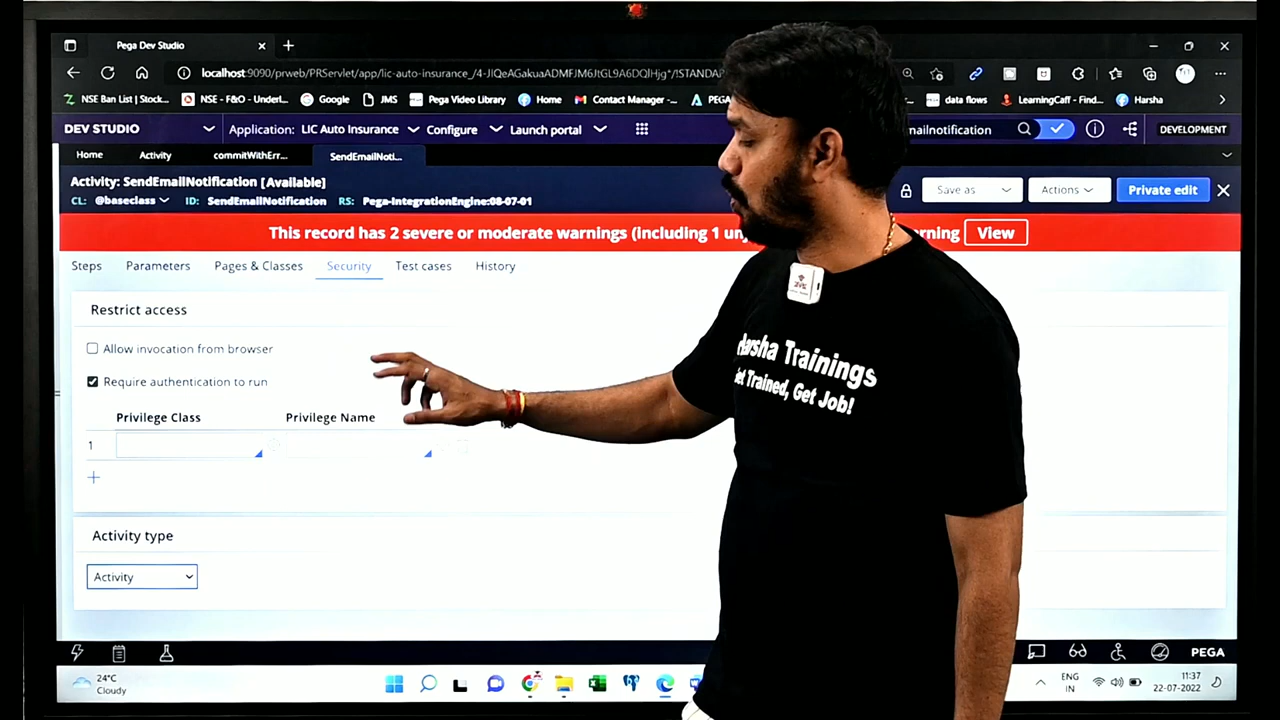 Pega Dev Studio
localhost:9090/prweb/PRServlet/app/lic-auto-insurance_/4-JIQeAGakuaADMFJM6JtGL9A6DQlHjg*/!STANDA
NSE Ban List | Stock... NSE - F&O - Underl... Google JMS Pega Video Library Home Contact Manager -... PEGA data flows LearningCaff - Find... Harsha
DEV STUDIO Application: LIC Auto Insurance Configure Launch portal nailnotification DEVELOPMENT
Home Activity commitWithErr... SendEmailNoti...
Activity: SendEmailNotification [Available]
CL: @baseclass ID: SendEmailNotification RS: Pega-IntegrationEngine:08-07-01
Save as Actions Private edit
This record has 2 severe or moderate warnings (including 1 rning View
Steps Parameters Pages & Classes Security Test cases History
Restrict access
Allow invocation from browser
Require authentication to run
Privilege Class Privilege Name
1
Activity type
Activity
Harsha Trainings
Get Trained, Get Job!
PEGA
24°C
Cloudy
ENG
IN
11:37
22-07-2022